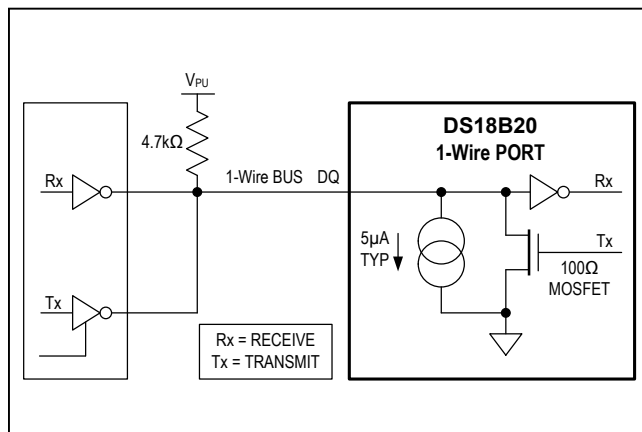 VPU
4.7kΩ
Rx
1-Wire BUS DQ
Tx
Rx = RECEIVE
Tx = TRANSMIT
DS18B20
1-Wire PORT
Rx
5µA
TYP
Tx
100Ω
MOSFET